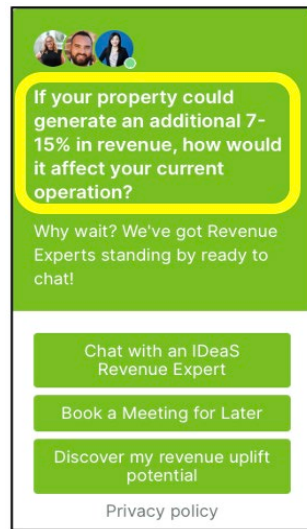 If your property could
generate an additional 7-
15% in revenue, how would
it affect your current
operation?
Why wait? We've got Revenue
Experts standing by ready to
chat!
Chat with an IDeaS
Revenue Expert
Book a Meeting for Later
Discover my revenue uplift
potential
Privacy policy